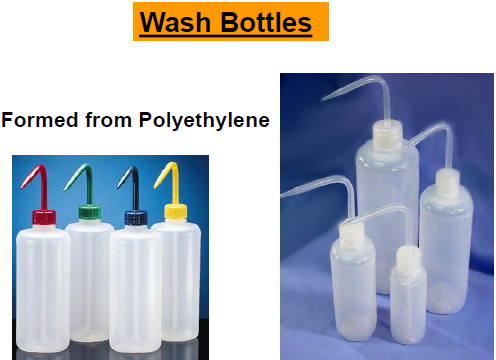 Wash Bottles
Formed from Polyethylene